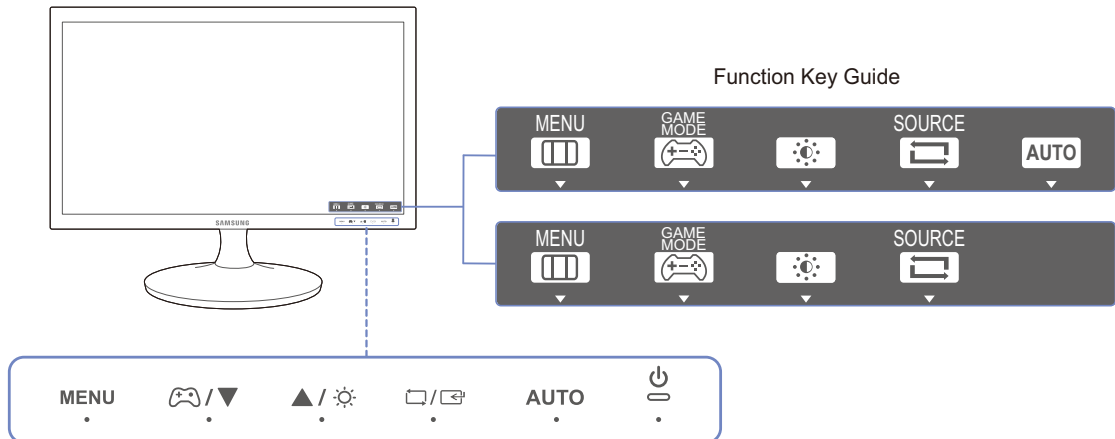 Function Key Guide
MENU
GAME
MODE
SOURCE
AUTO
SAMSUNG
MENU
GAME
MODE
SOURCE
MENU / / / AUTO